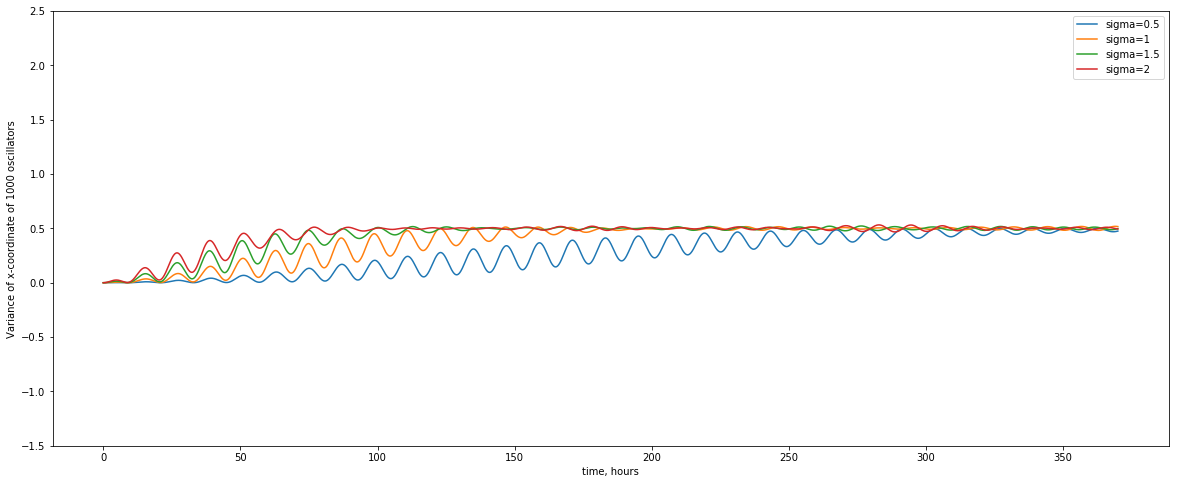 sigma=0.5
sigma=1
sigma=1.5
sigma=2
Variance of x-coordinate of 1000 oscillators
2.5
2.0
1.5
1.0
0.5
0.0
−0.5
−1.0
−1.5
0 50 100 150 200 250 300 350
time, hours